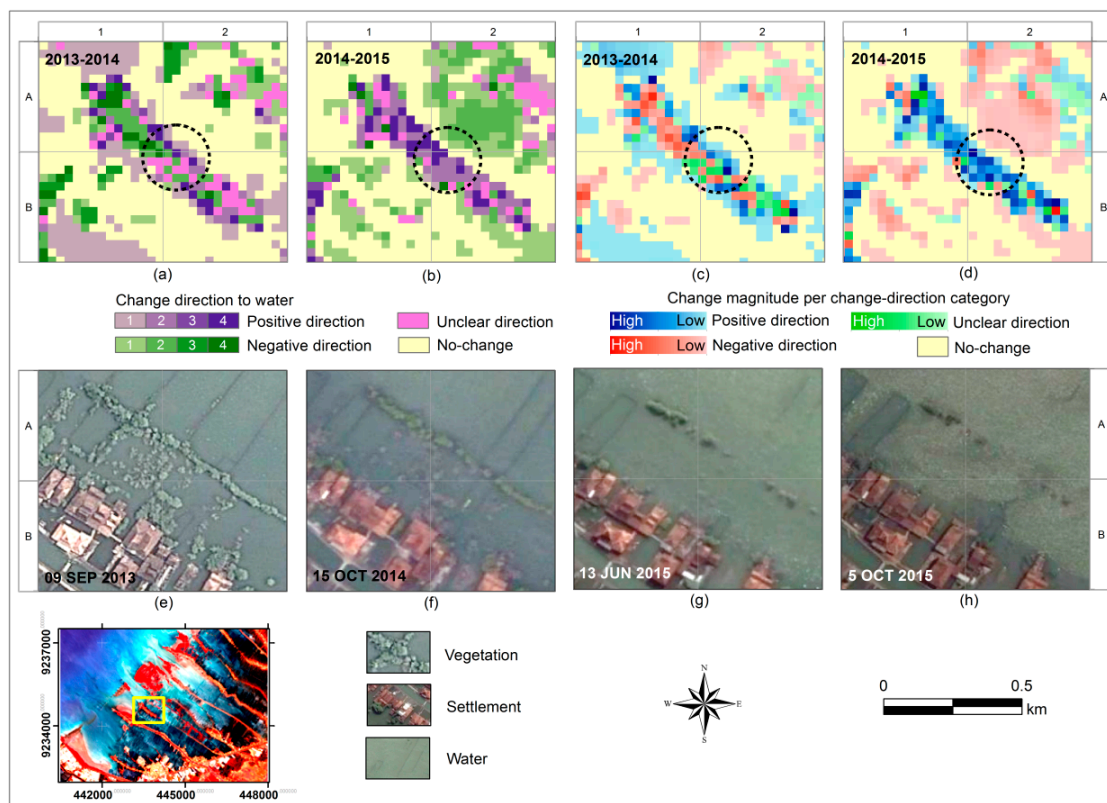 1 2 1 2 1 2 1 2
A B
2013-2014
2014-2015
2013-2014
2014-2015
A B
(a) (b) (c) (d)
Change direction to water
1 2 3 4 Positive direction
Unclear direction
1 2 3 4 Negative direction
No-change
Change magnitude per change-direction category
High Low Positive direction
High Low Unclear direction
High Low Negative direction
No-change
A B
09 SEP 2013
15 OCT 2014
13 JUN 2015
5 OCT 2015
A B
(e) (f) (g) (h)
9237000
9234000
442000 445000 448000
Vegetation
Settlement
Water
N
W E
S
0 0.5
km